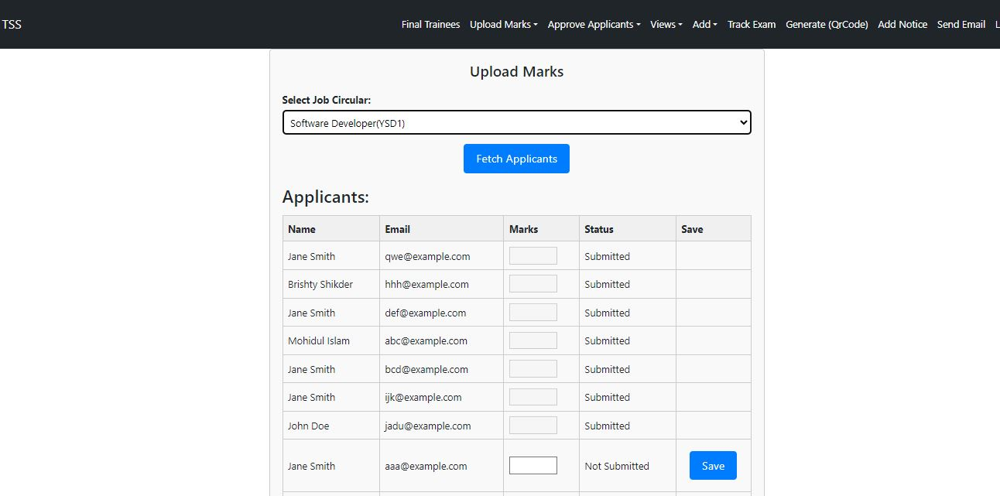 TSS Final Trainees Upload Marks Approve Applicants Views Add Track Exam Generate (QrCode) Add Notice Send Email
Upload Marks
Select Job Circular:
Software Developer(YSD1)
Fetch Applicants
Applicants:
Name Email Marks Status Save
Jane Smith qwe@example.com Submitted
Brishty Shikder hhh@example.com Submitted
Jane Smith def@example.com Submitted
Mohidul Islam abc@example.com Submitted
Jane Smith bcd@example.com Submitted
Jane Smith ijk@example.com Submitted
John Doe jadu@example.com Submitted
Jane Smith aaa@example.com Not Submitted Save